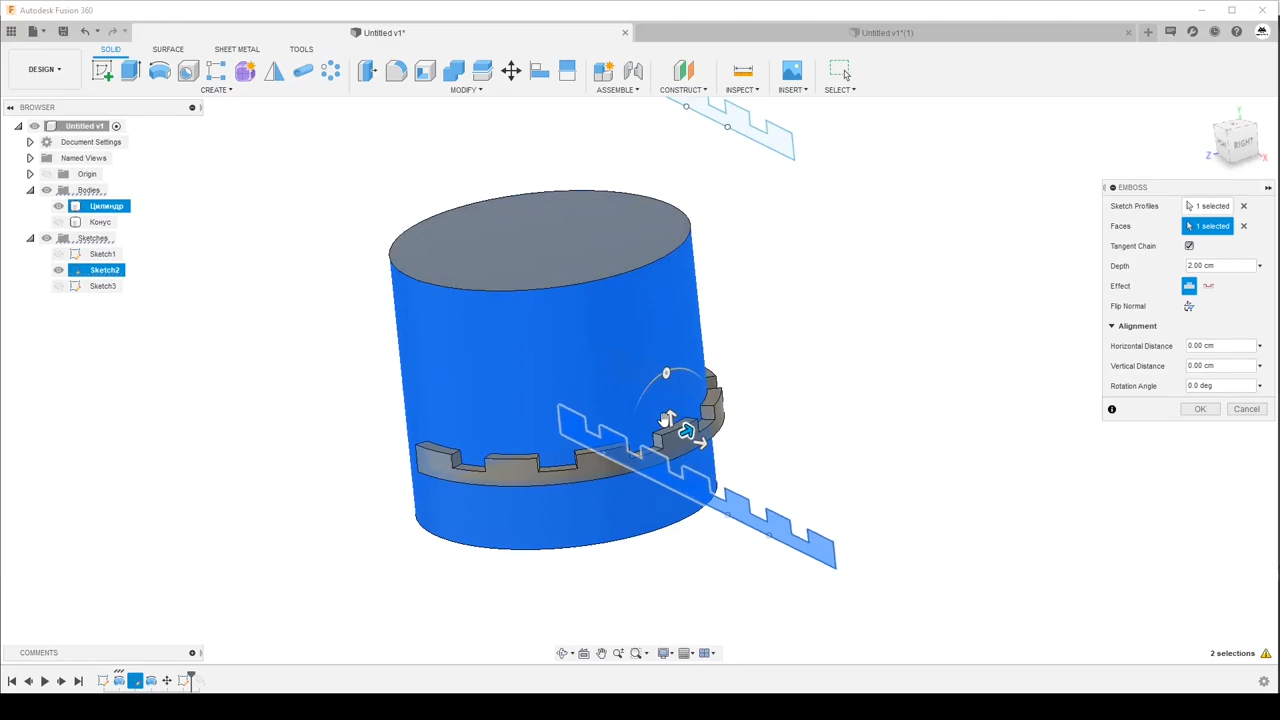 Autodesk Fusion 360
Untitled v1*
Untitled v1*(1)
DESIGN
SOLID
SURFACE
SHEET METAL
TOOLS
CREATE
MODIFY
ASSEMBLE
CONSTRUCT
INSPECT
INSERT
SELECT
BROWSER
Untitled v1
Document Settings
Named Views
Origin
Bodies
Цилиндр
Конус
Sketches
Sketch1
Sketch2
Sketch3
RIGHT
Y
Z
X
EMBOSS
Sketch Profiles 1 selected
Faces 1 selected
Tangent Chain
Depth 2.00 cm
Effect
Flip Normal
Alignment
Horizontal Distance 0.00 cm
Vertical Distance 0.00 cm
Rotation Angle 0.0 deg
OK Cancel
COMMENTS
2 selections